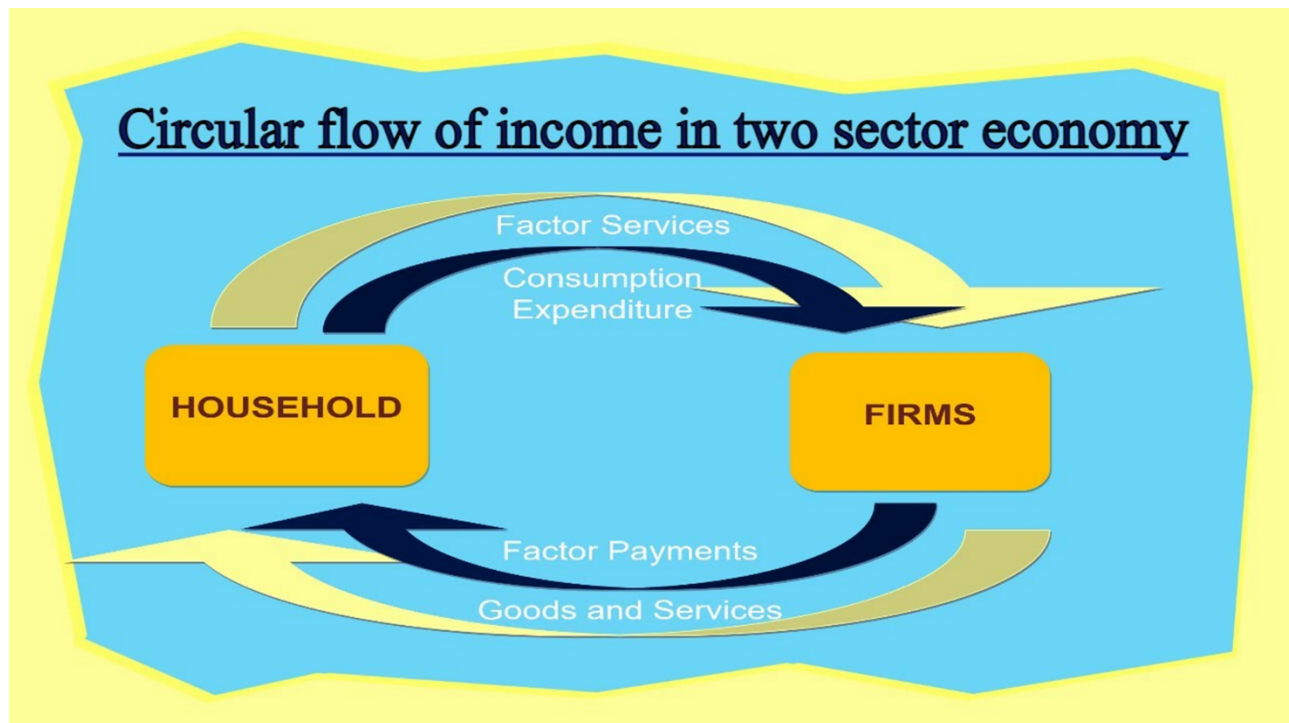 Circular flow of income in two sector economy
Factor Services
Consumption
Expenditure
HOUSEHOLD
FIRMS
Factor Payments
Goods and Services